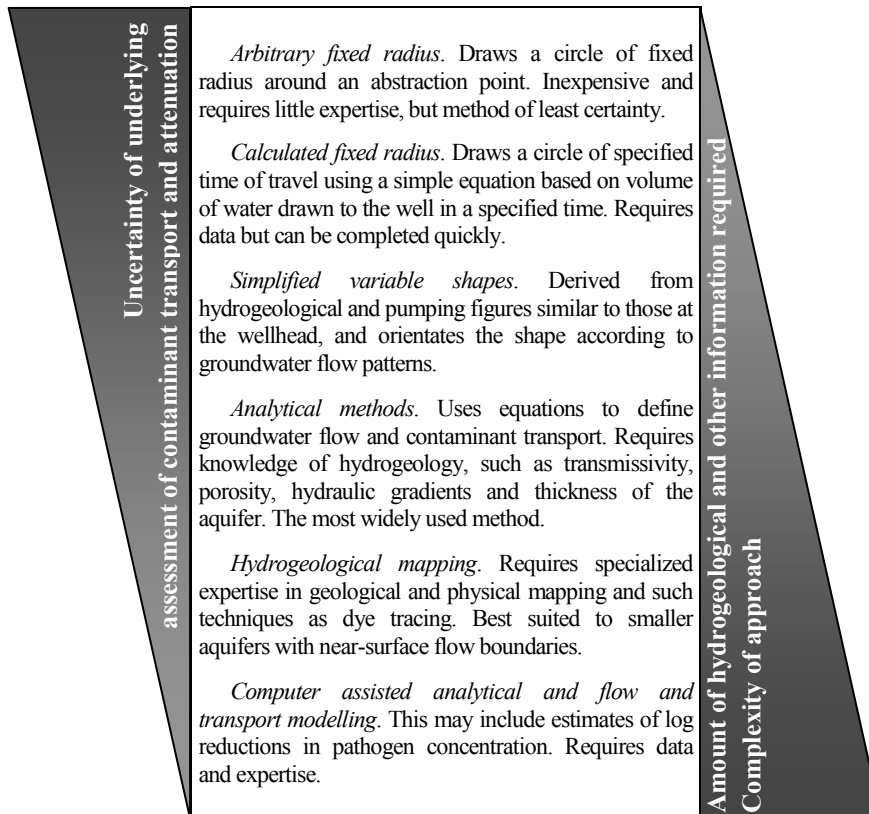 Uncertainty of underlying
assessment of contaminant transport and attenuation
Arbitrary fixed radius. Draws a circle of fixed
radius around an abstraction point. Inexpensive and
requires little expertise, but method of least certainty.
Calculated fixed radius. Draws a circle of specified
time of travel using a simple equation based on volume
of water drawn to the well in a specified time. Requires
data but can be completed quickly.
Simplified variable shapes. Derived from
hydrogeological and pumping figures similar to those at
the wellhead, and orientates the shape according to
groundwater flow patterns.
Analytical methods. Uses equations to define
groundwater flow and contaminant transport. Requires
knowledge of hydrogeology, such as transmissivity,
porosity, hydraulic gradients and thickness of the
aquifer. The most widely used method.
Hydrogeological mapping. Requires specialized
expertise in geological and physical mapping and such
techniques as dye tracing. Best suited to smaller
aquifers with near-surface flow boundaries.
Computer assisted analytical and flow and
transport modelling. This may include estimates of log
reductions in pathogen concentration. Requires data
and expertise.
Amount of hydrogeological and other information required
Complexity of approach